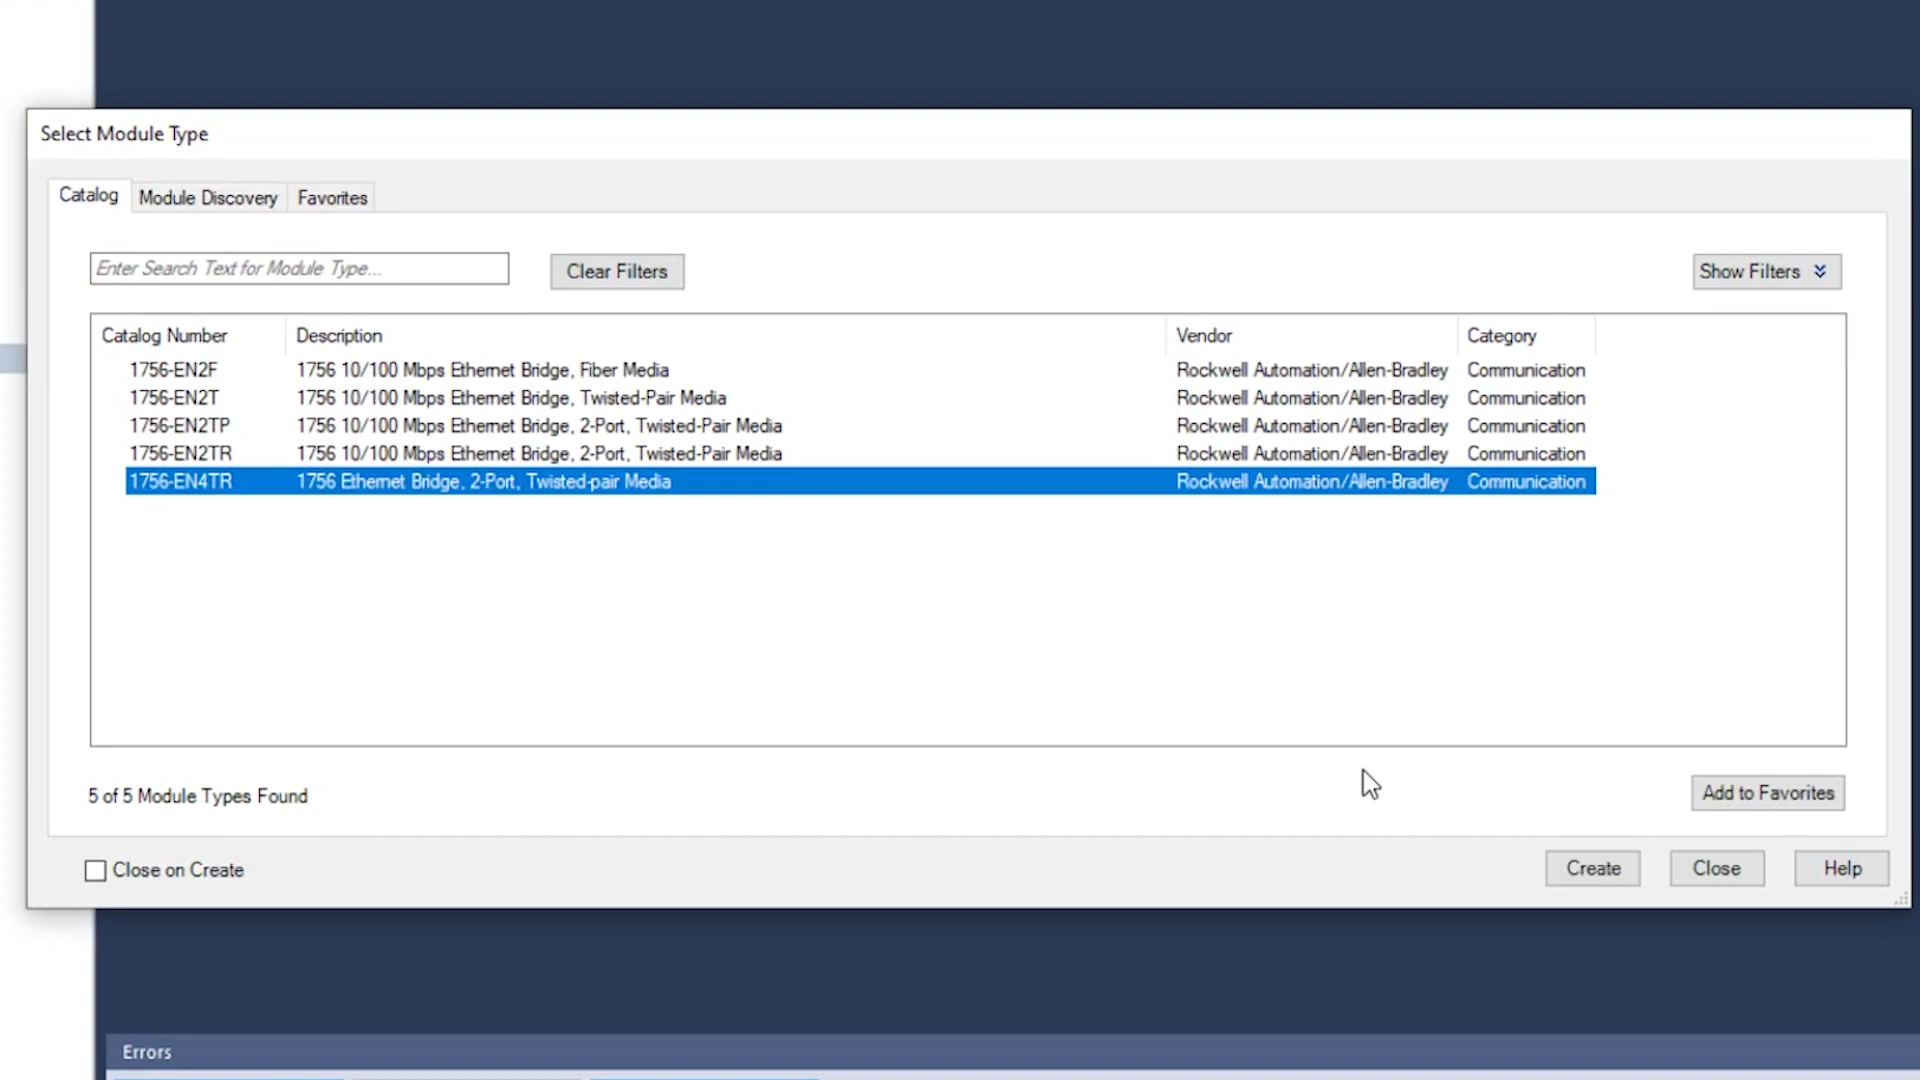 Select Module Type
Catalog Module Discovery Favorites
Enter Search Text for Module Type... Clear Filters Show Filters
Catalog Number Description Vendor Category
1756-EN2F 1756 10/100 Mbps Ethernet Bridge, Fiber Media Rockwell Automation/Allen-Bradley Communication
1756-EN2T 1756 10/100 Mbps Ethernet Bridge, Twisted-Pair Media Rockwell Automation/Allen-Bradley Communication
1756-EN2TP 1756 10/100 Mbps Ethernet Bridge, 2-Port, Twisted-Pair Media Rockwell Automation/Allen-Bradley Communication
1756-EN2TR 1756 10/100 Mbps Ethernet Bridge, 2-Port, Twisted-Pair Media Rockwell Automation/Allen-Bradley Communication
1756-EN4TR 1756 Ethernet Bridge, 2-Port, Twisted-pair Media Rockwell Automation/Allen-Bradley Communication
5 of 5 Module Types Found Add to Favorites
Close on Create Create Close Help
Errors